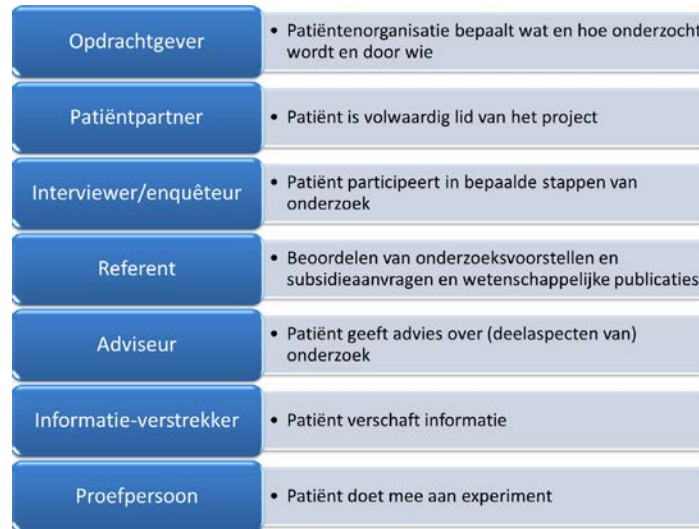 Opdrachtgever
• Patiëntenorganisatie bepaalt wat en hoe onderzocht
wordt en door wie
Patiëntpartner
• Patiënt is volwaardig lid van het project
Interviewer/enquêteur
• Patiënt participeert in bepaalde stappen van
onderzoek
Referent
• Beoordelen van onderzoeksvoorstellen en
subsidieaanvragen en wetenschappelijke publicaties
Adviseur
• Patiënt geeft advies over (deelaspecten van)
onderzoek
Informatie-verstrekker
• Patiënt verschaft informatie
Proefpersoon
• Patiënt doet mee aan experiment